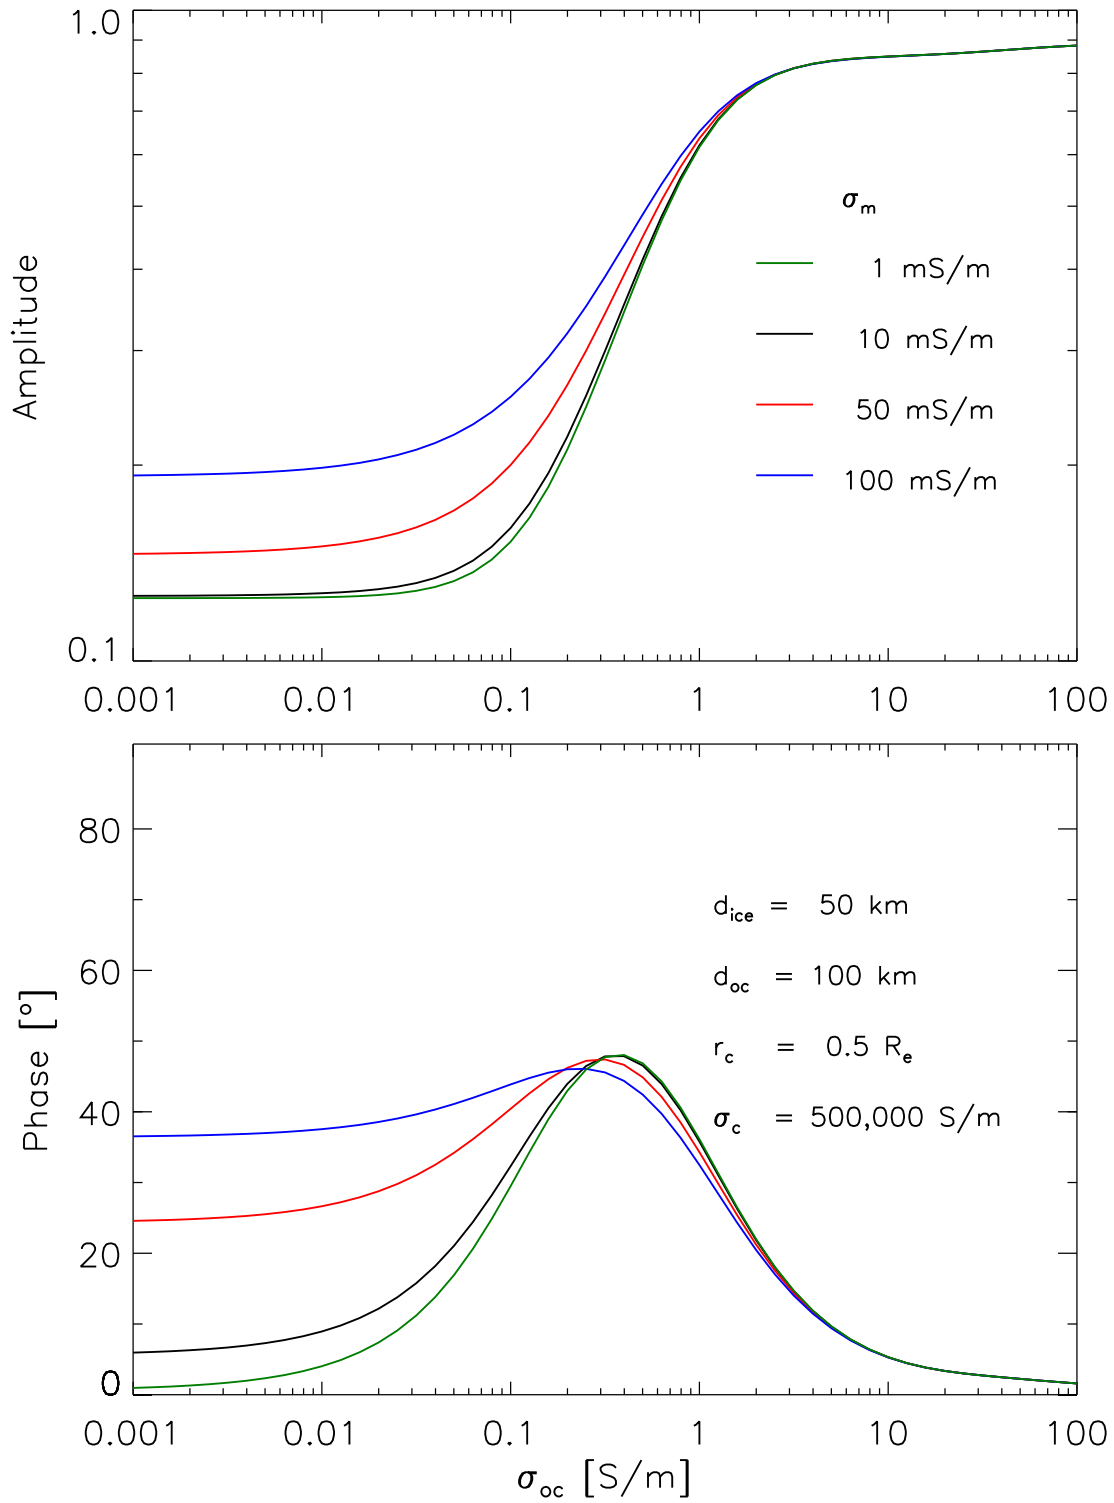 1.0
Amplitude
0.1
σm
1 mS/m
10 mS/m
50 mS/m
100 mS/m
0.001 0.01 0.1 1 10 100
80
60
40
20
0
Phase [°]
dice = 50 km
doc = 100 km
rc = 0.5 Re
σc = 500,000 S/m
0.001 0.01 0.1 1 10 100
σoc [S/m]